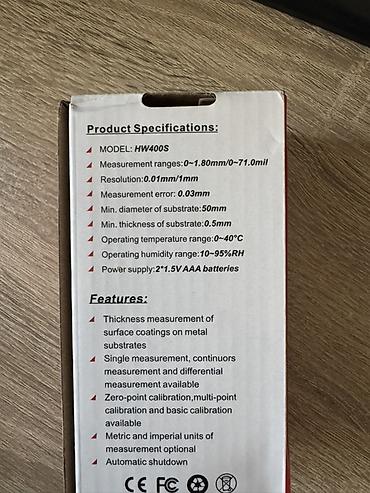 Product Specifications:
MODEL: HW400S
Measurement ranges:0~1.80mm/0~71.0mil
Resolution:0.01mm/1mm
Measurement error: 0.03mm
Min. diameter of substrate:50mm
Min. thickness of substrate:0.5mm
Operating temperature range:0~40°C
Operating humidity range:10~95%RH
Power supply:2*1.5V AAA batteries
Features:
Thickness measurement of
surface coatings on metal
substrates
Single measurement, continuors
measurement and differential
measurement available
Zero-point calibration,multi-point
calibration and basic calibration
available
Metric and imperial units of
measurement optional
Automatic shutdown
CE FC